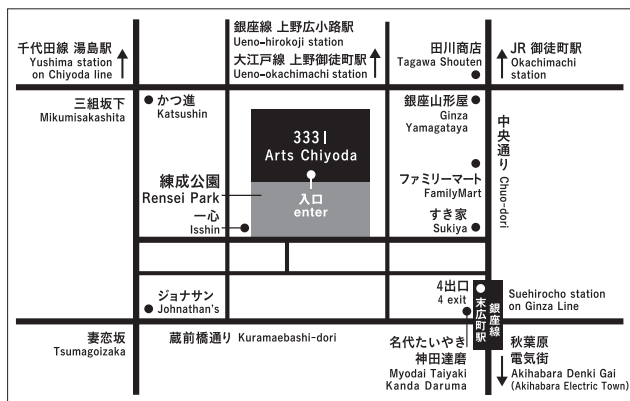 千代田線 湯島駅
Yushima station
on Chiyoda line
銀座線 上野広小路駅
Ueno-hirokoji station
大江戸線 上野御徒町駅
Ueno-okachimachi station
田川商店
Tagawa Shouten
JR 御徒町駅
Okachimachi
station
三組坂下
Mikumisakashita
かつ進
Katsushin
3331
Arts Chiyoda
銀座山形屋
Ginza
Yamagataya
中央通り Chuo-dori
練成公園
Rensei Park
入口
enter
ファミリーマート
FamilyMart
一心
Isshin
すき家
Sukiya
ジョナサン
Johnathan's
4出口
4 exit
末広町駅
銀座線
Suehirocho station
on Ginza Line
妻恋坂
Tsumagoizaka
蔵前橋通り Kuramaebashi-dori
名代たいやき
神田達磨
Myodai Taiyaki
Kanda Daruma
秋葉原
電気街
Akihabara Denki Gai
(Akihabara Electric Town)